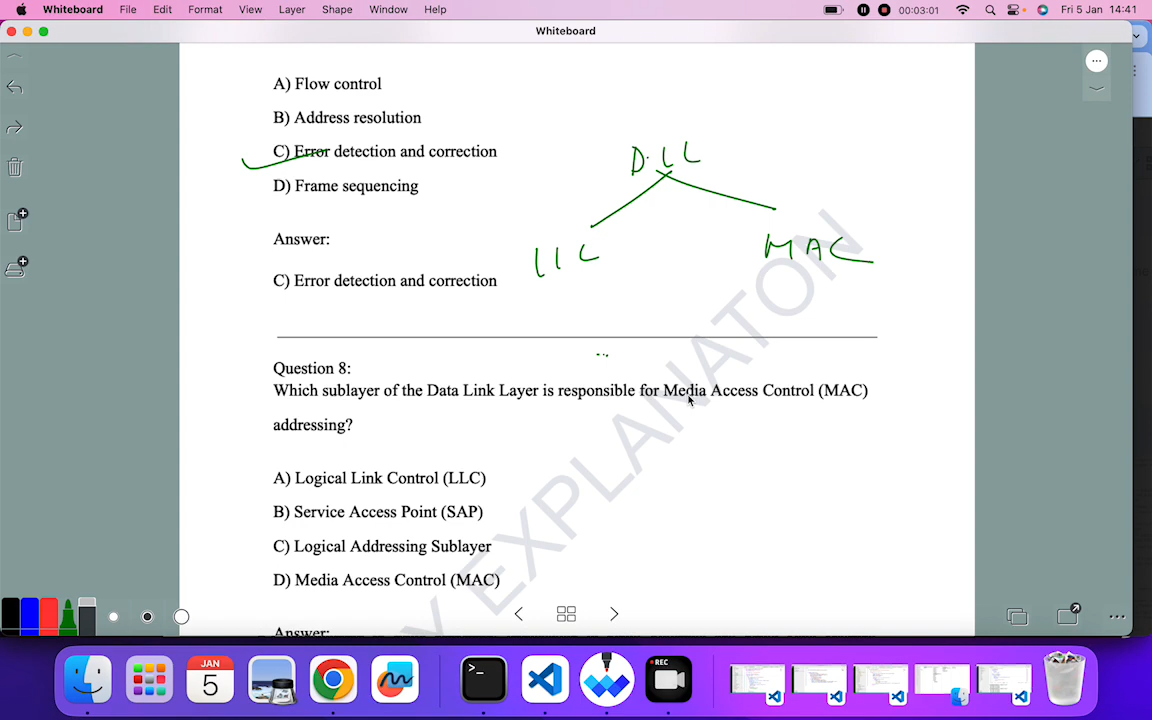 Whiteboard File Edit Format View Layer Shape Window Help 00:03:01 Fri 5 Jan 14:41
Whiteboard
A) Flow control
B) Address resolution
C) Error detection and correction
D) Frame sequencing
D.LL
LLC MAC
Answer:
C) Error detection and correction
Question 8:
Which sublayer of the Data Link Layer is responsible for Media Access Control (MAC)
addressing?
A) Logical Link Control (LLC)
B) Service Access Point (SAP)
C) Logical Addressing Sublayer
D) Media Access Control (MAC)
Answer:
Y EXPLANATON
JAN
5
REC